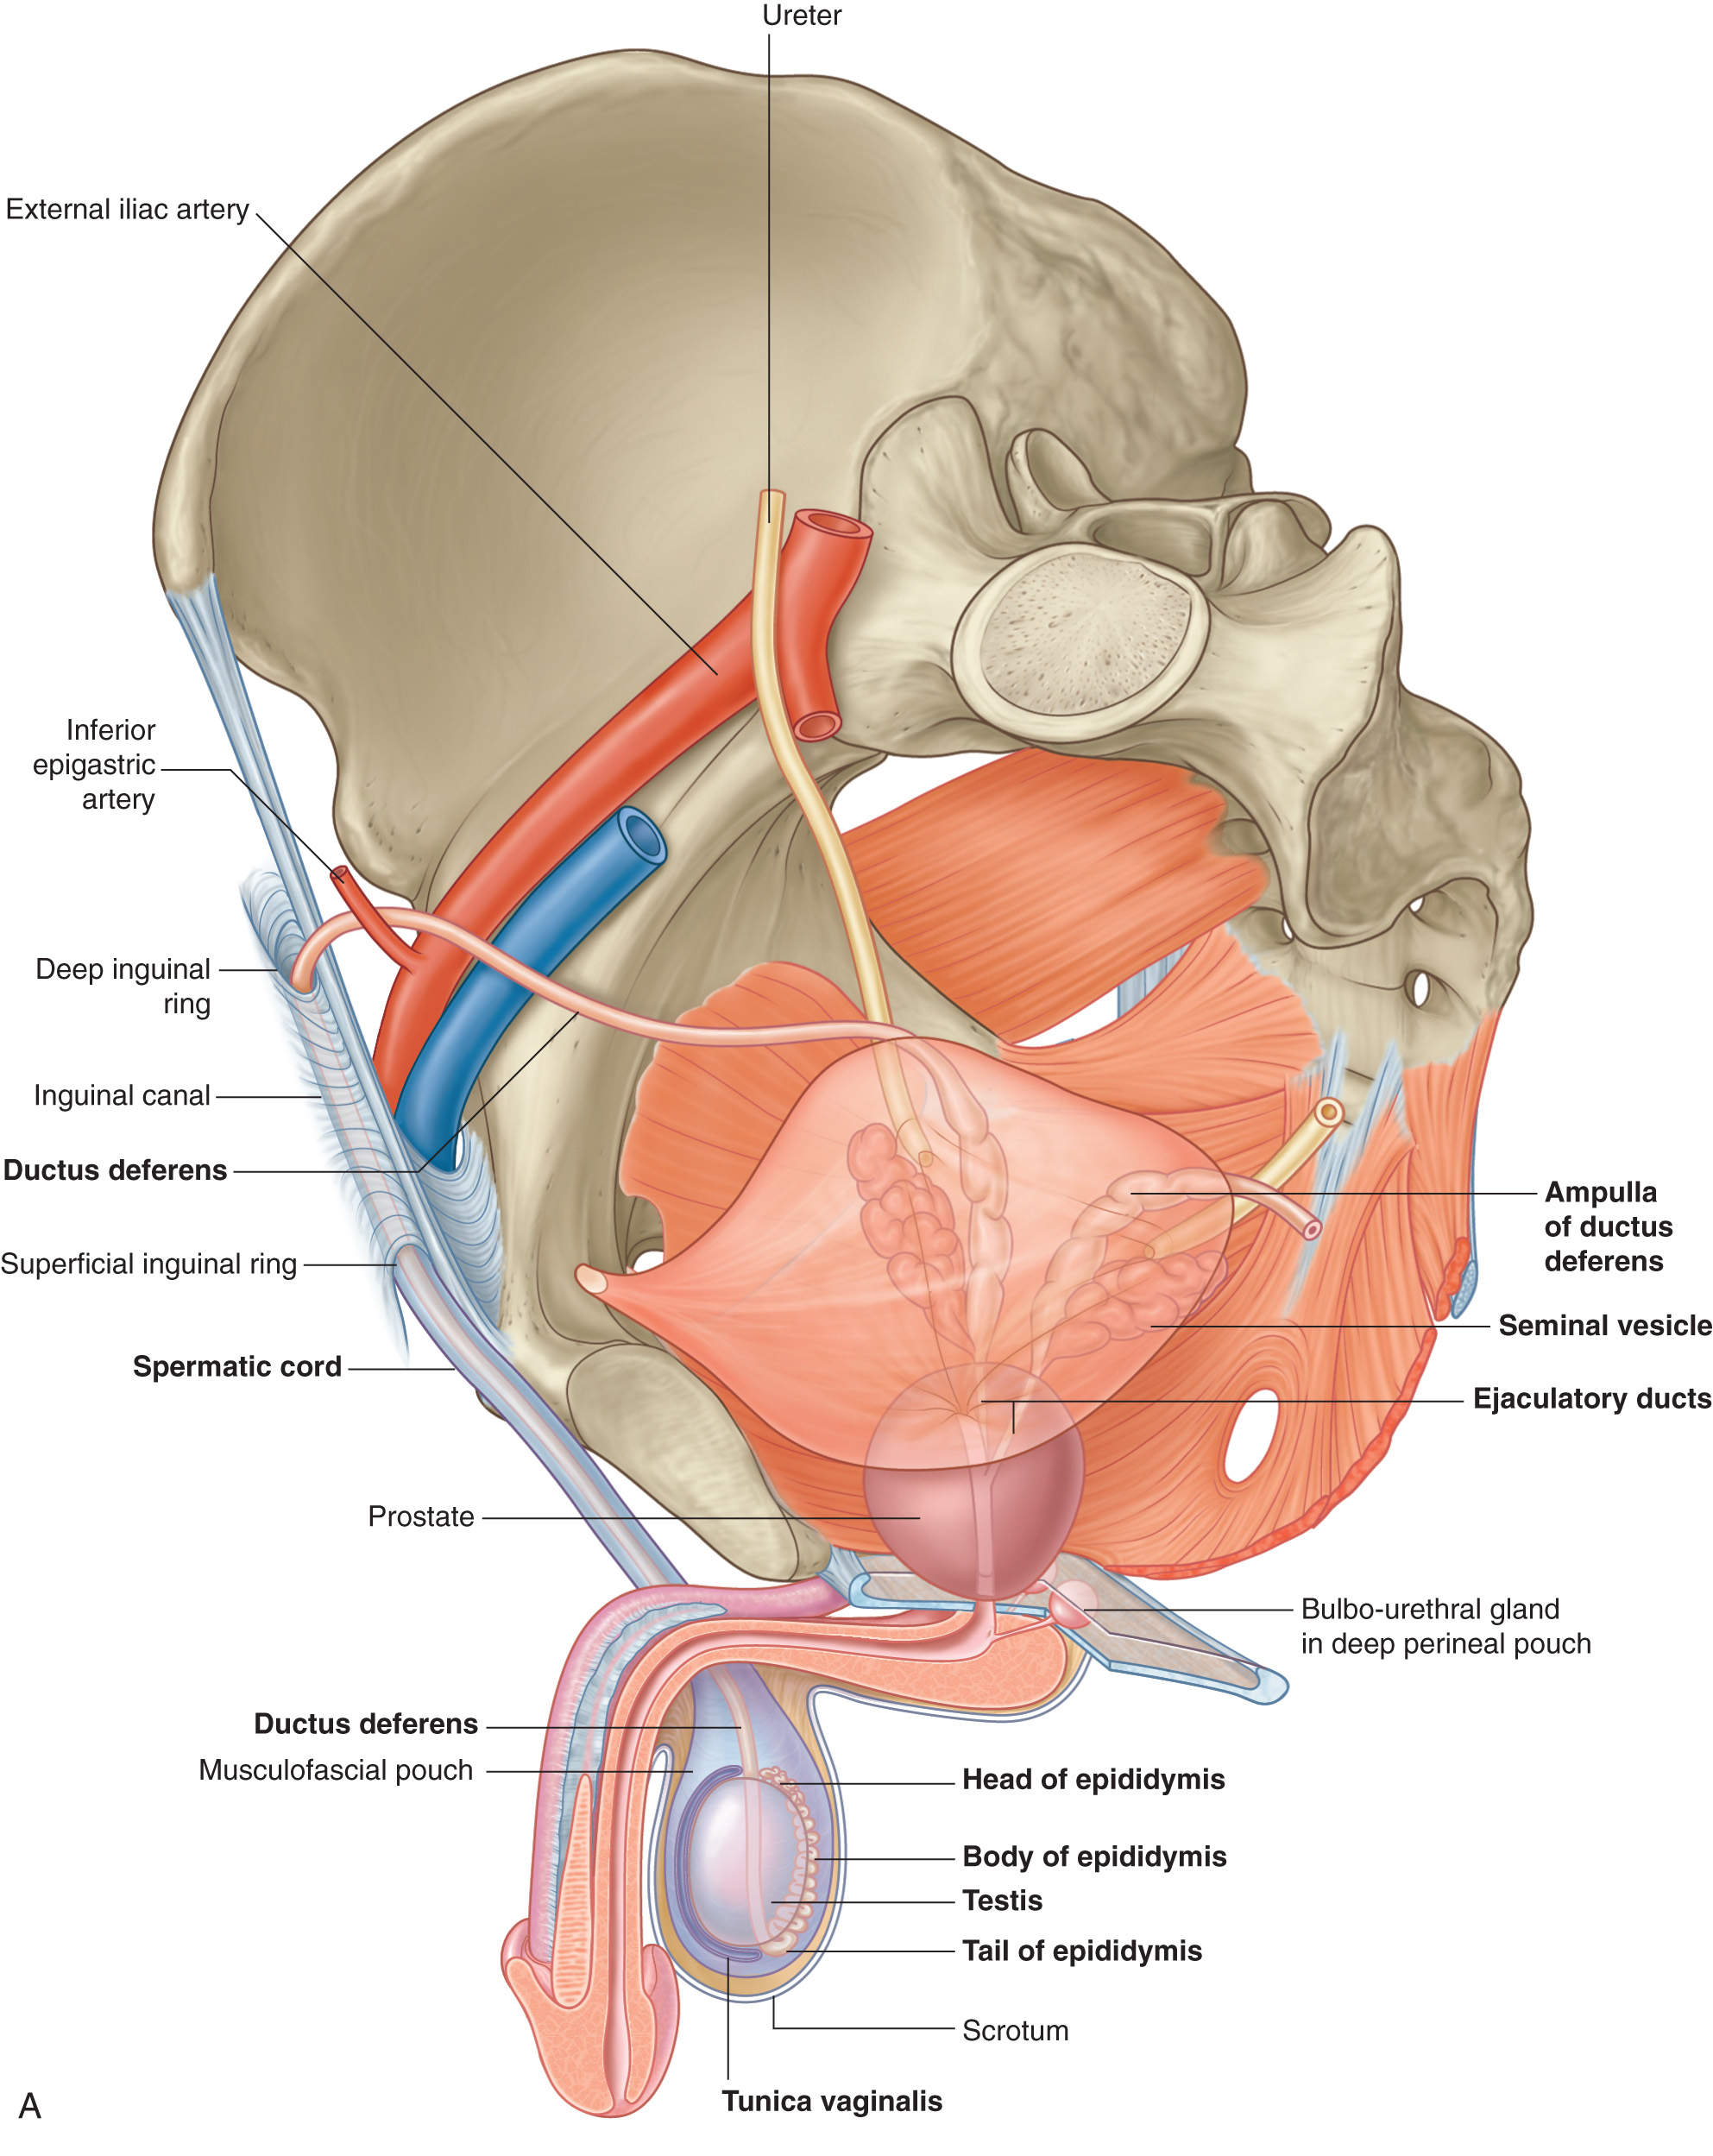 Ureter
External iliac artery
Inferior
epigastric
artery
Deep inguinal
ring
Inguinal canal
Ductus deferens
Superficial inguinal ring
Spermatic cord
Prostate
Ampulla
of ductus
deferens
Seminal vesicle
Ejaculatory ducts
Bulbo-urethral gland
in deep perineal pouch
Ductus deferens
Musculofascial pouch
Head of epididymis
Body of epididymis
Testis
Tail of epididymis
Scrotum
Tunica vaginalis
A